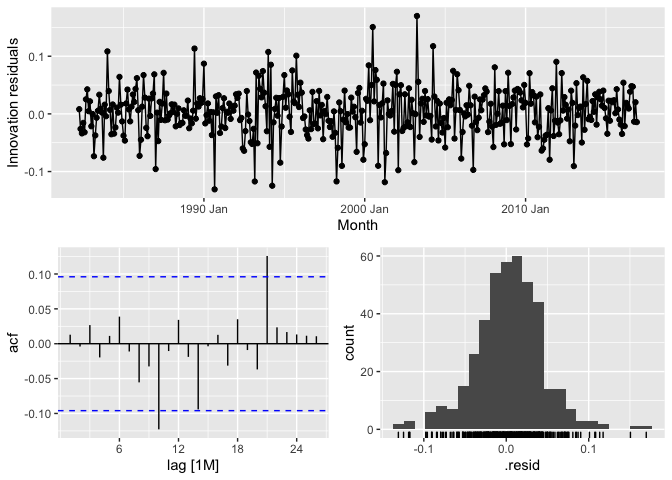 Innovation residuals
0.1
0.0
-0.1
1990 Jan
2000 Jan
2010 Jan
Month
acf
0.10
0.05
0.00
-0.05
-0.10
6
12
18
24
lag [1M]
count
60
40
20
0
-0.1
0.0
0.1
.resid